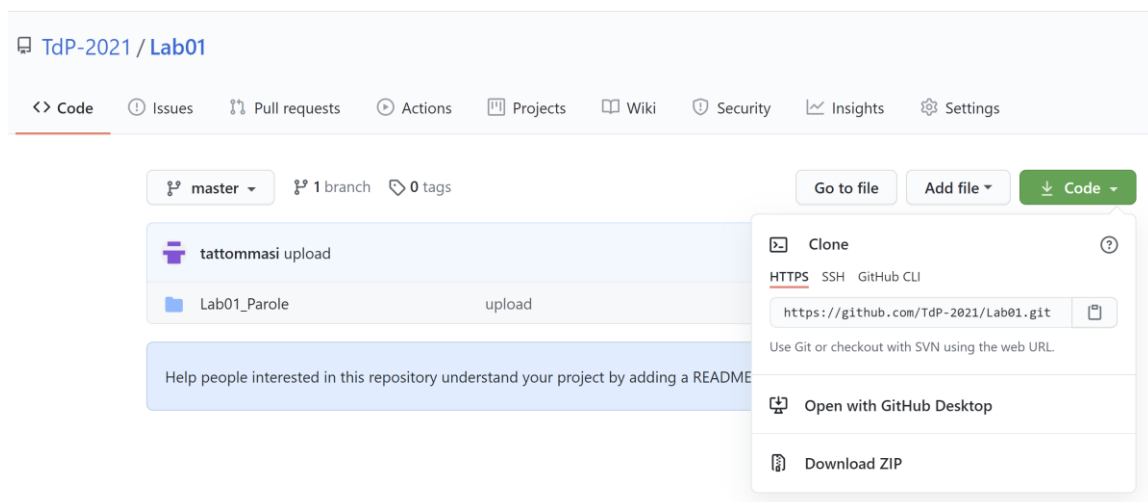 TdP-2021 / Lab01
Code Issues Pull requests Actions Projects Wiki Security Insights Settings
master 1 branch 0 tags Go to file Add file Code
tattommasi upload
Lab01_Parole upload
Help people interested in this repository understand your project by adding a README
Clone
HTTPS SSH GitHub CLI
https://github.com/TdP-2021/Lab01.git
Use Git or checkout with SVN using the web URL.
Open with GitHub Desktop
Download ZIP